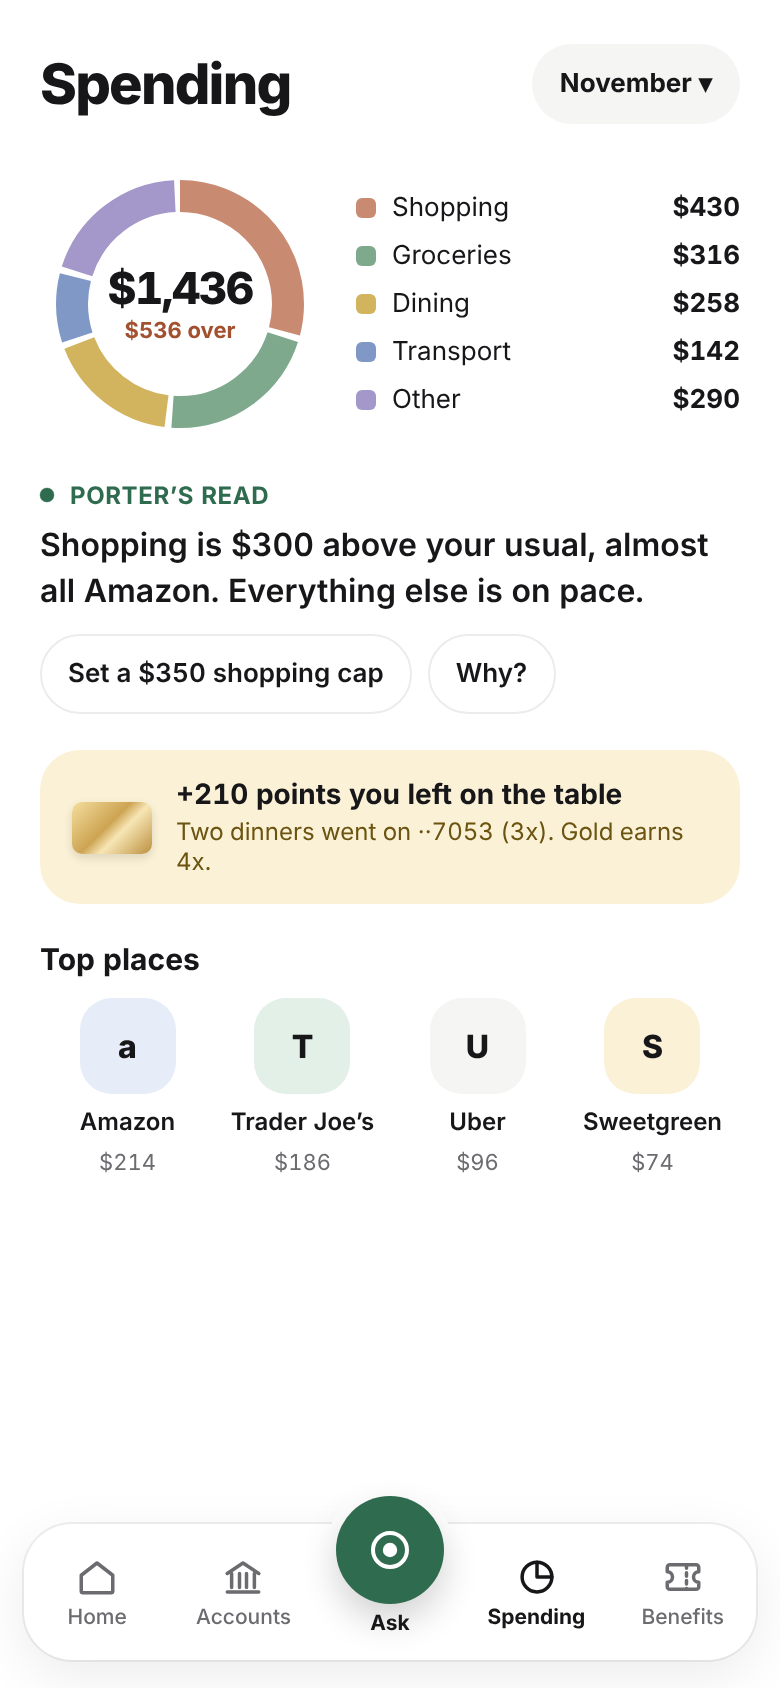 Spending
November ▾
$1,436
$536 over
Shopping $430
Groceries $316
Dining $258
Transport $142
Other $290
PORTER’S READ
Shopping is $300 above your usual, almost
all Amazon. Everything else is on pace.
Set a $350 shopping cap
Why?
+210 points you left on the table
Two dinners went on ··7053 (3x). Gold earns
4x.
Top places
a T U S
Amazon Trader Joe’s Uber Sweetgreen
$214 $186 $96 $74
Home Accounts Ask Spending Benefits